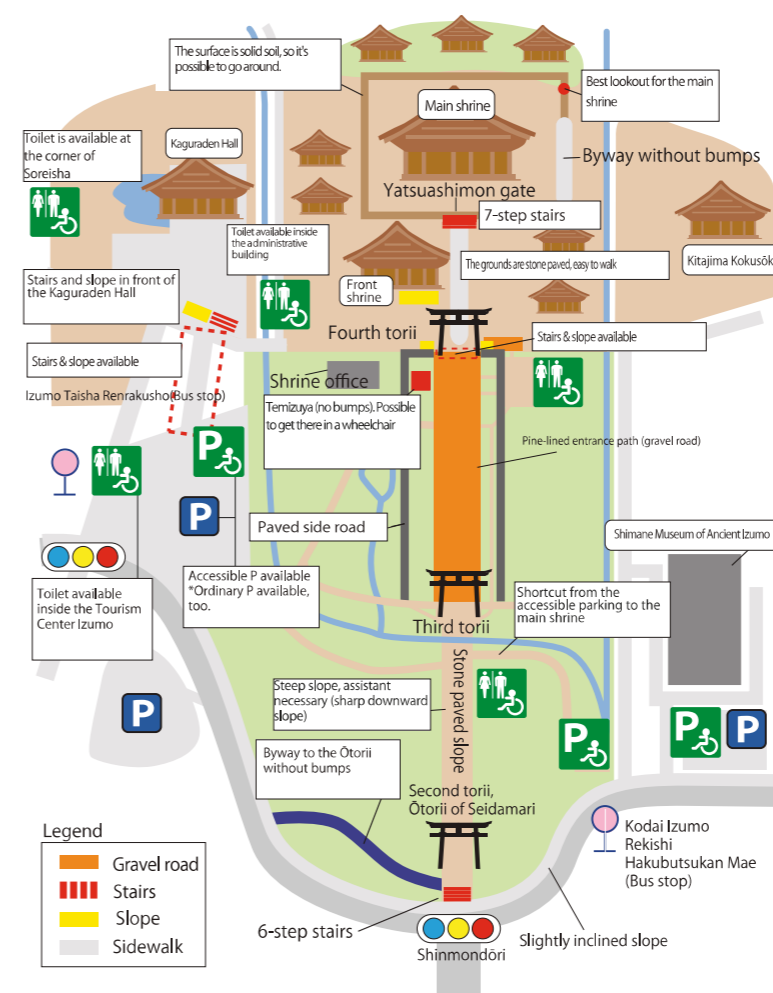 The surface is solid soil, so it's
possible to go around.
Main shrine
Best lookout for the main
shrine
Toilet is available at
the corner of
Soreisha
Kaguraden Hall
Byway without bumps
Yatsuashimon gate
7-step stairs
Toilet available inside
the administrative
building
The grounds are stone paved, easy to walk
Kitajima Kokusōk
Stairs and slope in front of
the Kaguraden Hall
Front
shrine
Fourth torii
Stairs & slope available
Stairs & slope available
Izumo Taisha Renrakusho(Bus stop)
Shrine office
Temizuya (no bumps). Possible
to get there in a wheelchair
Pine-lined entrance path (gravel road)
P
P
Paved side road
Shimane Museum of Ancient Izumo
Toilet available
inside the Tourism
Center Izumo
Accessible P available
*Ordinary P available,
too.
Shortcut from the
accessible parking to the
main shrine
Third torii
Stone paved slope
Steep slope, assistant
necessary (sharp downward
slope)
P
P
P
P
Byway to the Ōtorii
without bumps
Second torii,
Ōtorii of Seidamari
Kodai Izumo
Rekishi
Hakubutsukan Mae
(Bus stop)
Legend
Gravel road
Stairs
Slope
Sidewalk
6-step stairs
Shinmondōri
Slightly inclined slope